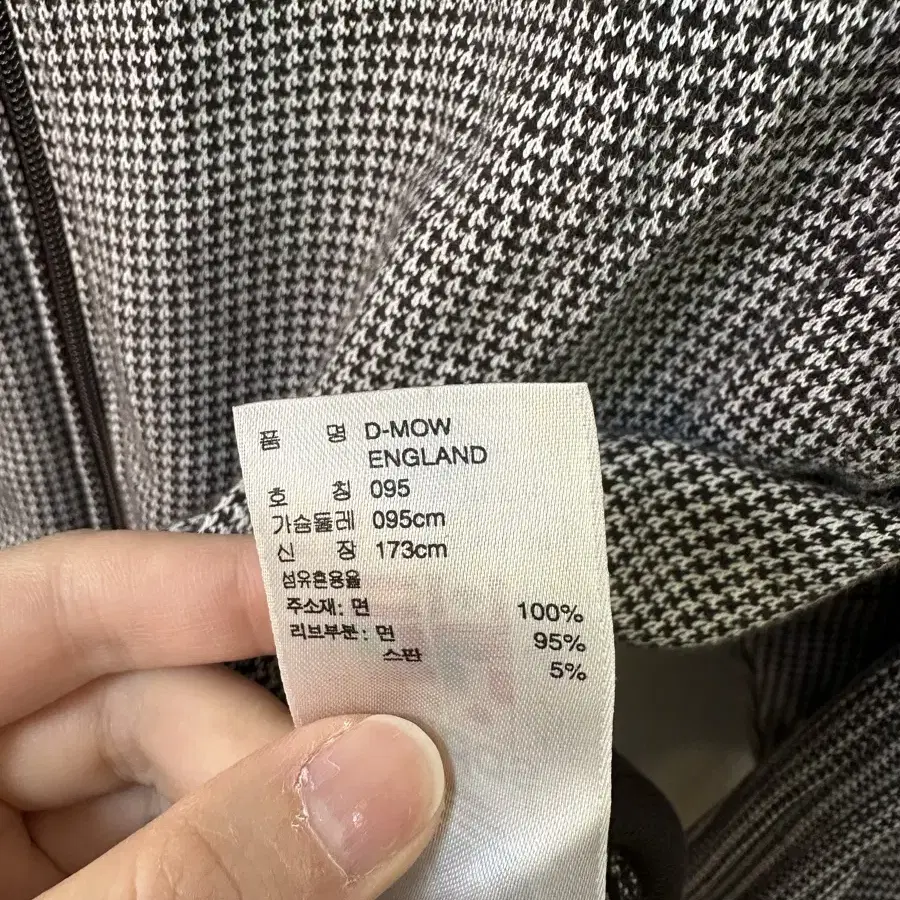 품 명 D-MOW
ENGLAND
호 칭 095
가슴둘레 095cm
신 장 173cm
섬유혼용율
주소재: 면 100%
리브부분: 면 95%
스판 5%